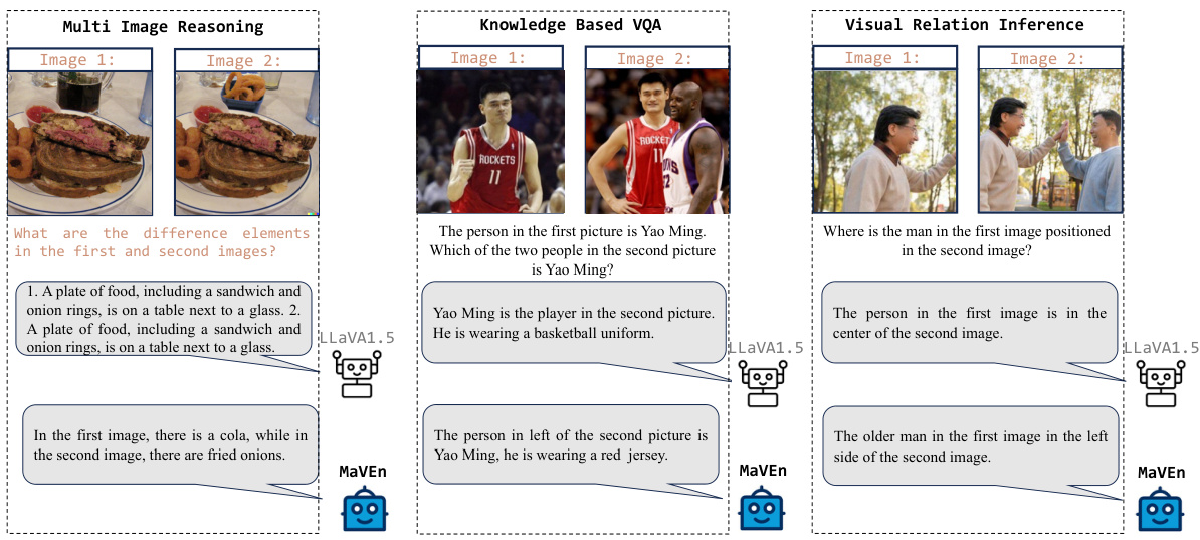 Multi Image Reasoning
Image 1:
Image 2:
What are the difference elements
in the first and second images?
1. A plate of food, including a sandwich and
onion rings, is on a table next to a glass. 2.
A plate of food, including a sandwich and
onion rings, is on a table next to a glass.
LLaVA1.5
In the first image, there is a cola, while in
the second image, there are fried onions.
MaVEn
Knowledge Based VQA
Image 1:
Image 2:
ROCKETS
11
11
The person in the first picture is Yao Ming.
Which of the two people in the second picture
is Yao Ming?
Yao Ming is the player in the second picture.
He is wearing a basketball uniform.
LLaVA1.5
The person in left of the second picture is
Yao Ming, he is wearing a red jersey.
MaVEn
Visual Relation Inference
Image 1:
Image 2:
Where is the man in the first image positioned
in the second image?
The person in the first image is in the
center of the second image.
LLaVA1.5
The older man in the first image in the left
side of the second image.
MaVEn